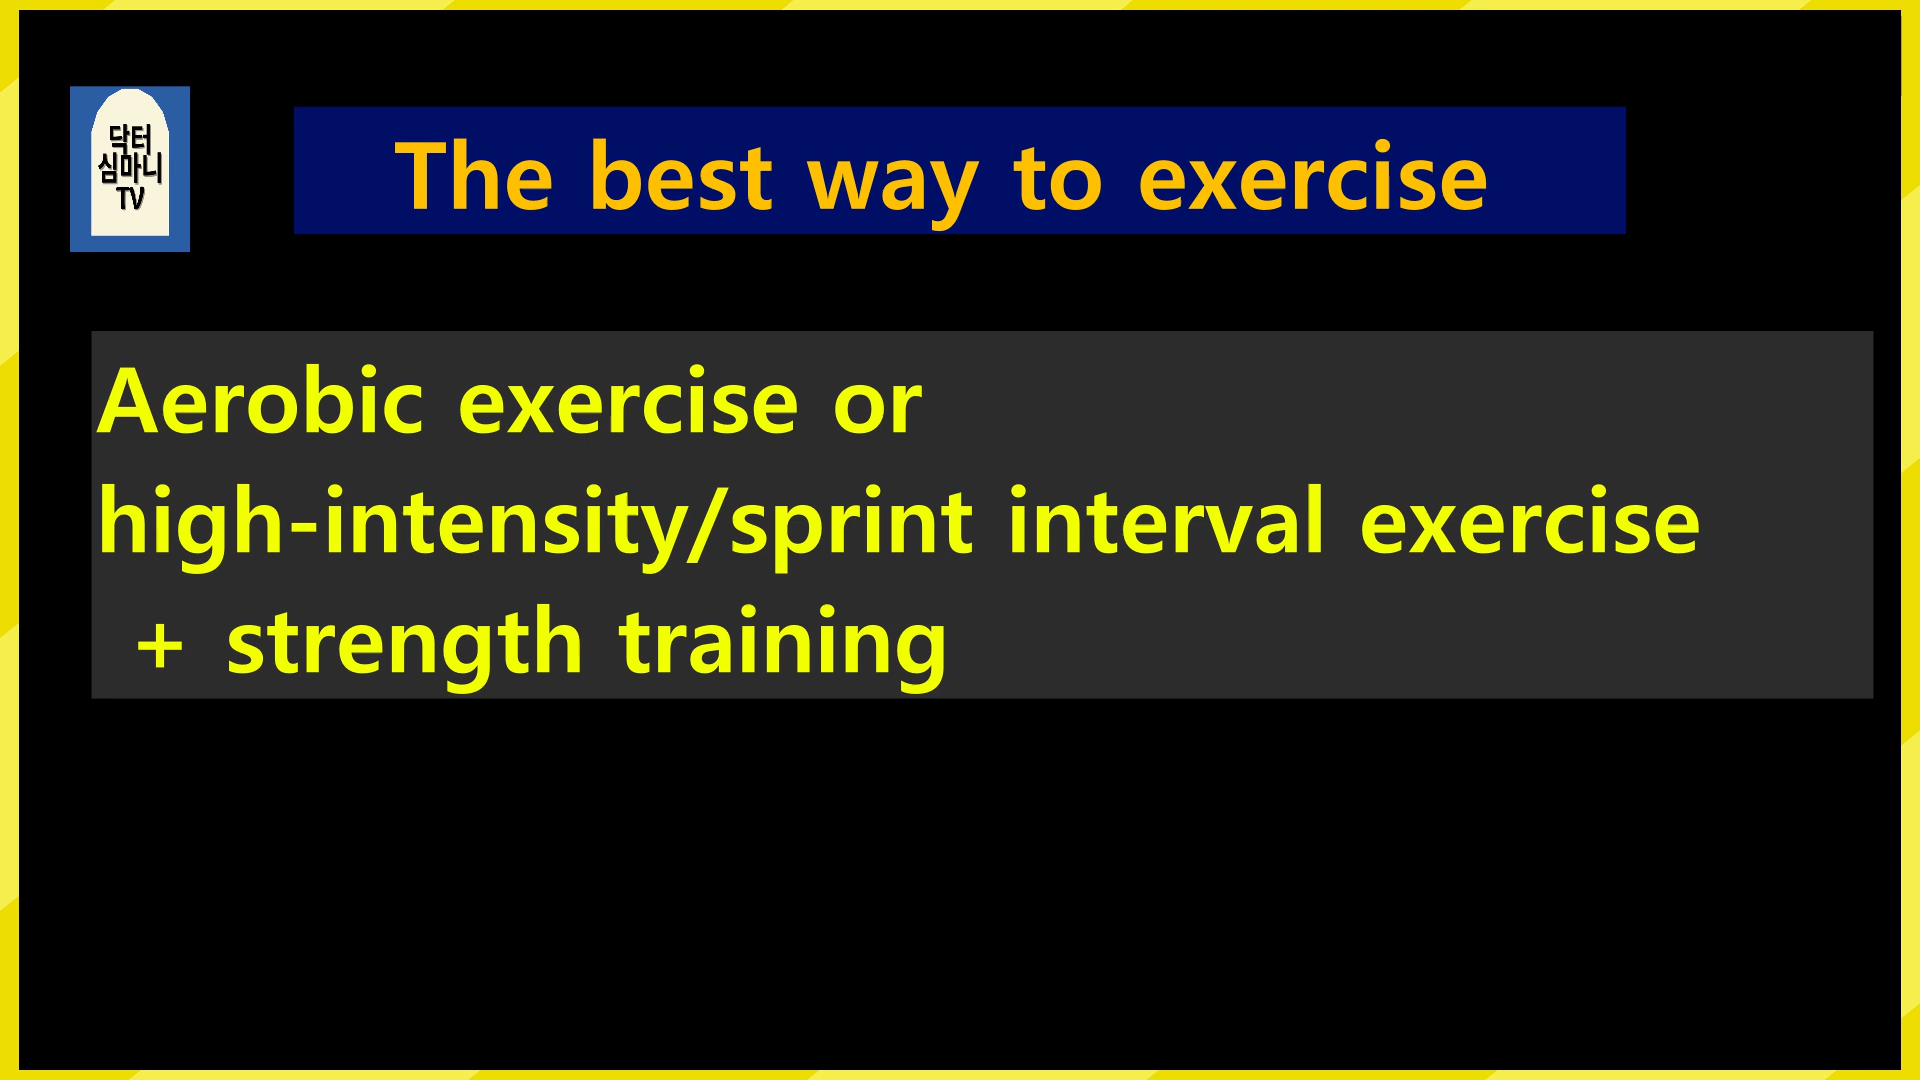 닥터
심마니
TV
The best way to exercise
Aerobic exercise or
high-intensity/sprint interval exercise
+ strength training